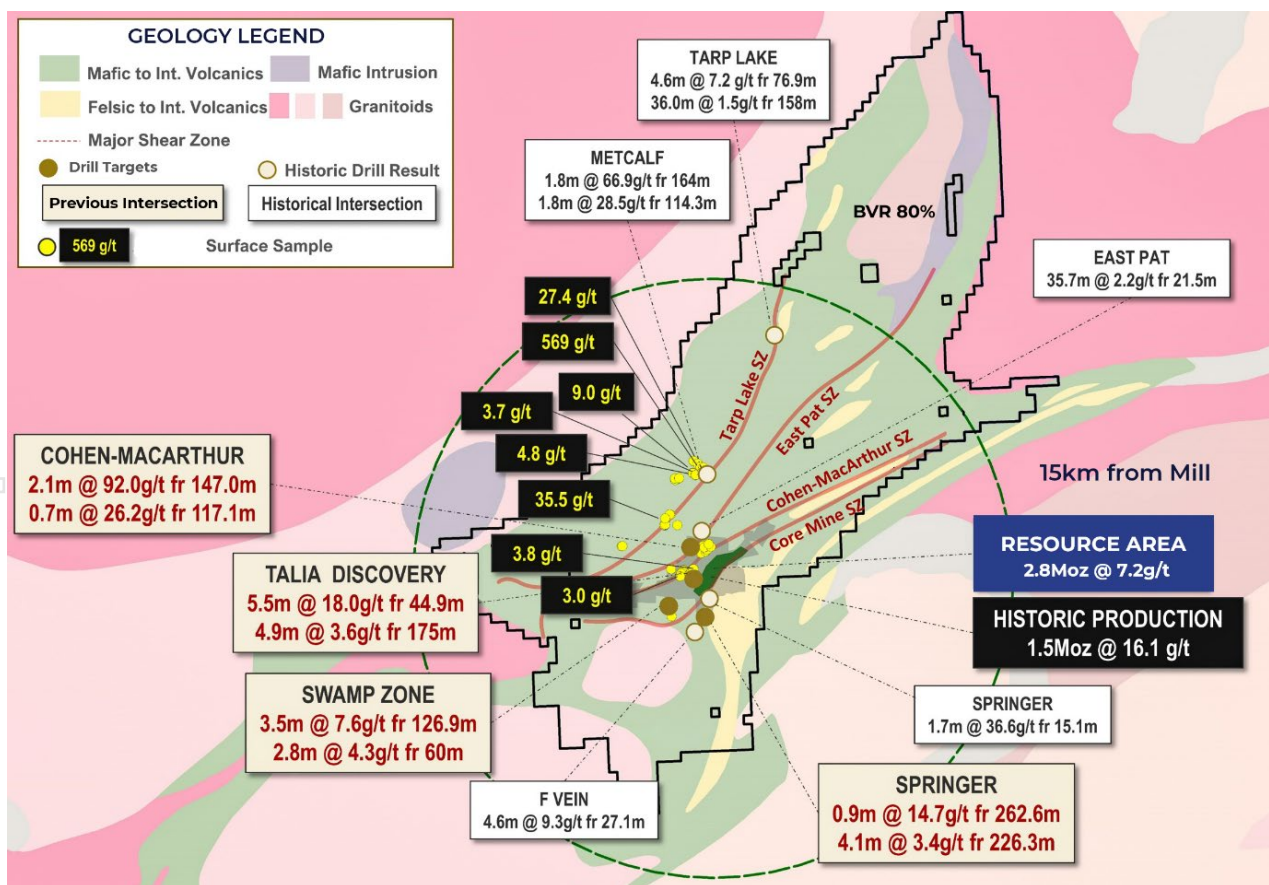 GEOLOGY LEGEND
Mafic to Int. Volcanics
Mafic Intrusion
Felsic to Int. Volcanics
Granitoids
Major Shear Zone
Drill Targets
Historic Drill Result
Previous Intersection
Historical Intersection
569 g/t
Surface Sample
TARP LAKE
4.6m @ 7.2 g/t fr 76.9m
36.0m @ 1.5g/t fr 158m
METCALF
1.8m @ 66.9g/t fr 164m
1.8m @ 28.5g/t fr 114.3m
BVR 80%
EAST PAT
35.7m @ 2.2g/t fr 21.5m
27.4 g/t
569 g/t
9.0 g/t
3.7 g/t
4.8 g/t
35.5 g/t
3.8 g/t
3.0 g/t
Tarp Lake SZ
East Pat SZ
Cohen-MacArthur SZ
Core Mine SZ
15km from Mill
COHEN-MACARTHUR
2.1m @ 92.0g/t fr 147.0m
0.7m @ 26.2g/t fr 117.1m
TALIA DISCOVERY
5.5m @ 18.0g/t fr 44.9m
4.9m @ 3.6g/t fr 175m
SWAMP ZONE
3.5m @ 7.6g/t fr 126.9m
2.8m @ 4.3g/t fr 60m
RESOURCE AREA
2.8Moz @ 7.2g/t
HISTORIC PRODUCTION
1.5Moz @ 16.1 g/t
SPRINGER
1.7m @ 36.6g/t fr 15.1m
F VEIN
4.6m @ 9.3g/t fr 27.1m
SPRINGER
0.9m @ 14.7g/t fr 262.6m
4.1m @ 3.4g/t fr 226.3m